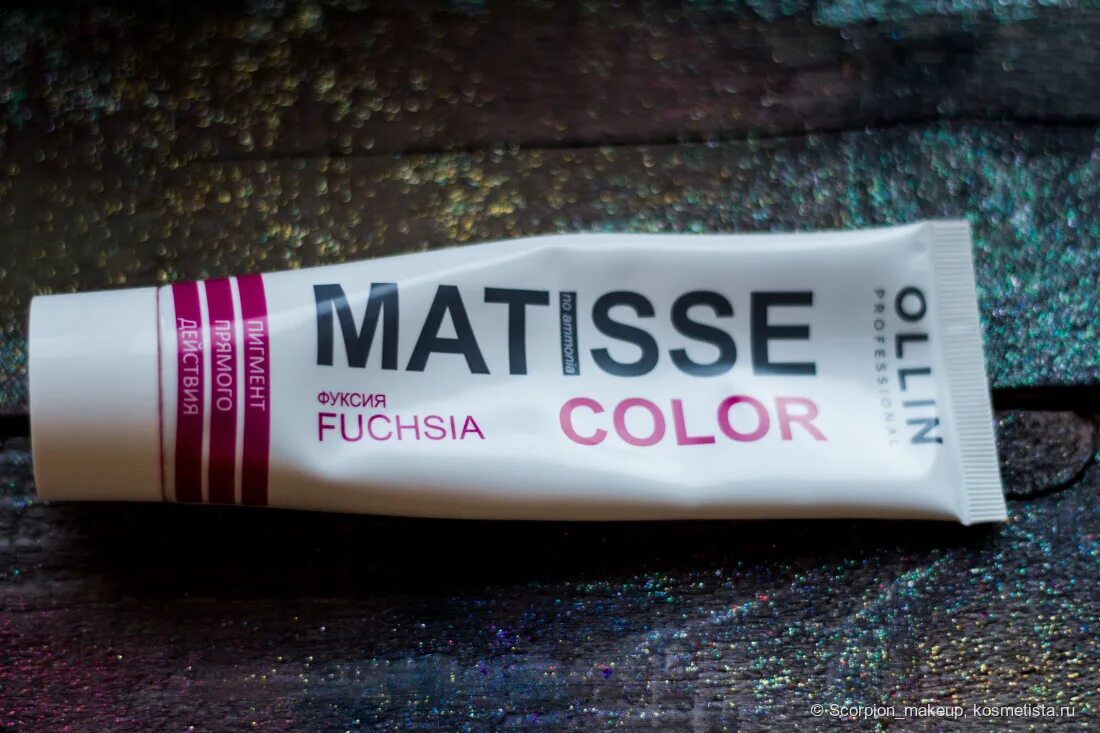 ПИГМЕНТ
ПРЯМОГО
ДЕЙСТВИЯ
MATISSE
no ammonia
ФУКСИЯ
FUCHSIA
COLOR
OLLIN
PROFESSIONAL
© Scorpion_makeup, kosmetista.ru